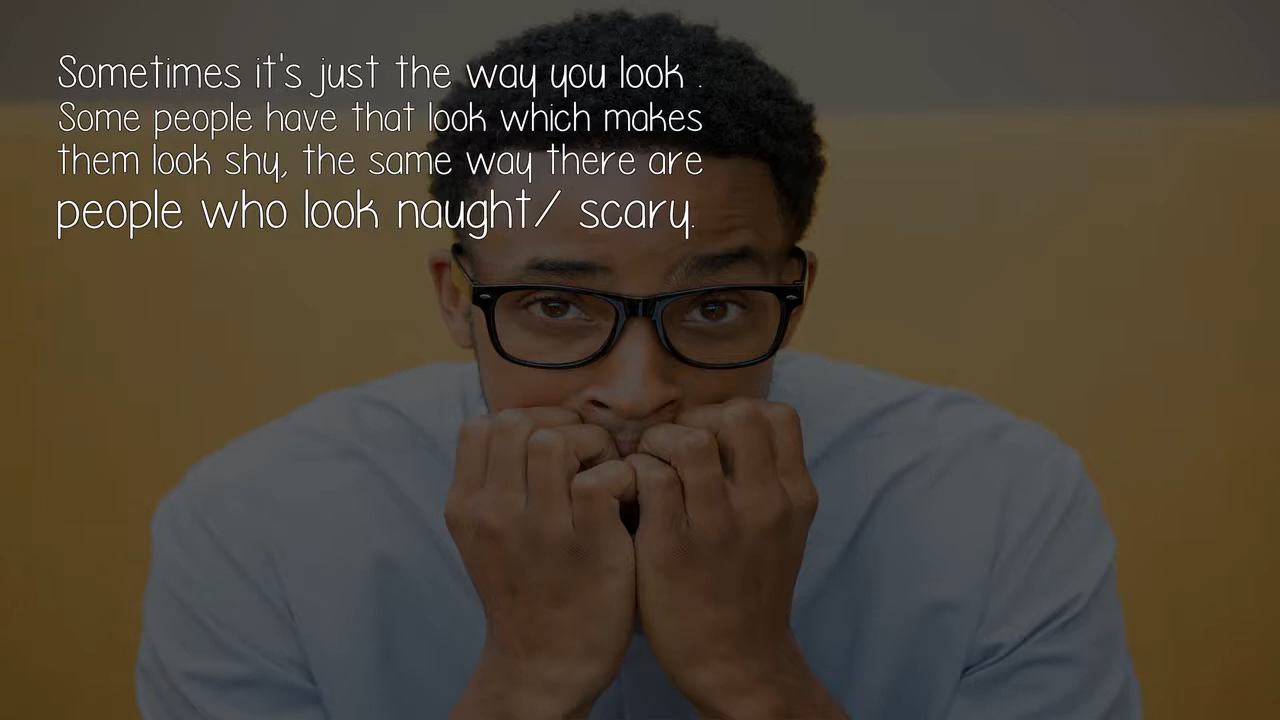 Sometimes it's just the way you look .
Some people have that look which makes
them look shy, the same way there are
people who look naught/ scary.